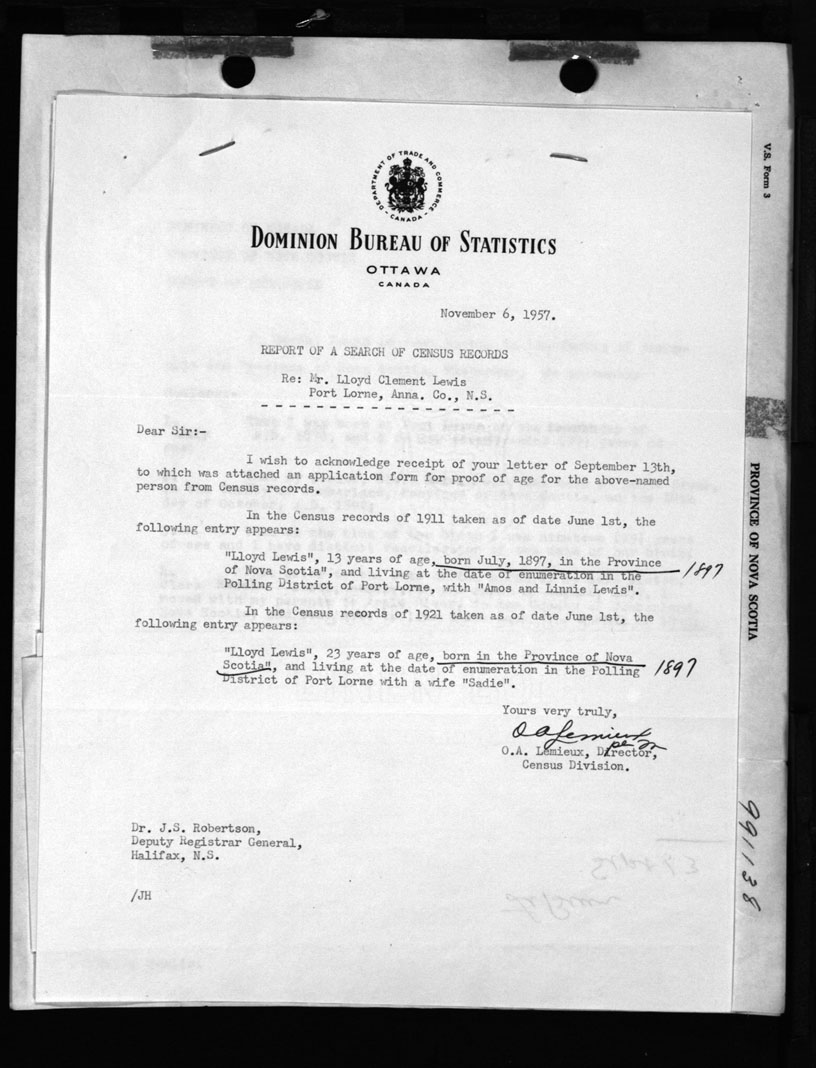 DEPARTMENT OF TRADE AND COMMERCE
- CANADA -
DOMINION BUREAU OF STATISTICS
OTTAWA
CANADA
November 6, 1957.
REPORT OF A SEARCH OF CENSUS RECORDS
Re: Mr. Lloyd Clement Lewis
Port Lorne, Anna. Co., N.S.
Dear Sir:-
I wish to acknowledge receipt of your letter of September 13th,
to which was attached an application form for proof of age for the above-named
person from Census records.
In the Census records of 1911 taken as of date June 1st, the
following entry appears:
"Lloyd Lewis", 13 years of age, born July, 1897, in the Province
of Nova Scotia", and living at the date of enumeration in the
Polling District of Port Lorne, with "Amos and Linnie Lewis".
1897
In the Census records of 1921 taken as of date June 1st, the
following entry appears:
"Lloyd Lewis", 23 years of age, born in the Province of Nova
Scotia", and living at the date of enumeration in the Polling
District of Port Lorne with a wife "Sadie".
1897
Yours very truly,
O A Lemieux
O.A. Lemieux, Director,
Census Division.
Dr. J.S. Robertson,
Deputy Registrar General,
Halifax, N.S.
/JH
V.S. Form 3
PROVINCE OF NOVA SCOTIA
991138